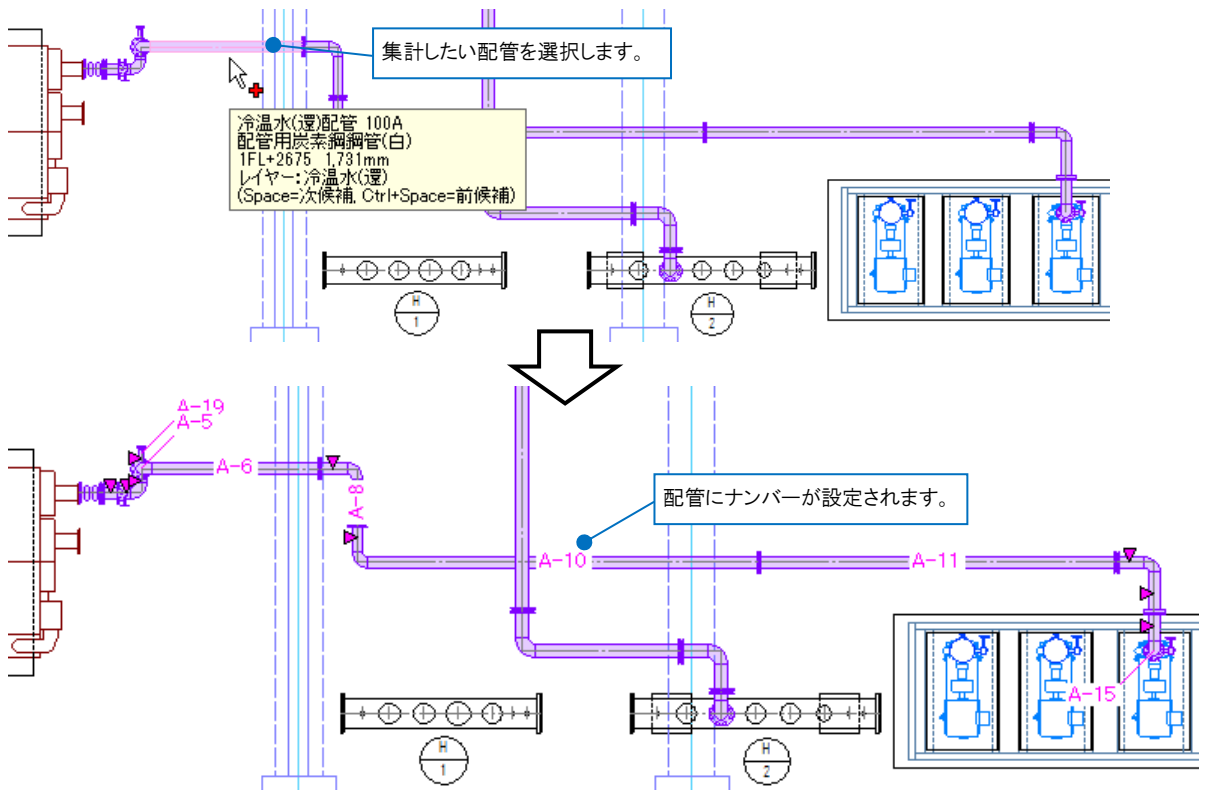 集計したい配管を選択します。
冷温水(還)配管 100A
配管用炭素鋼鋼管(白)
1FL+2675 1,731mm
レイヤー:冷温水(還)
(Space=次候補, Ctrl+Space=前候補)
H
1
H
2
A-19
A-5
A-6
A-8
配管にナンバーが設定されます。
A-10
A-11
A-15
H
1
H
2